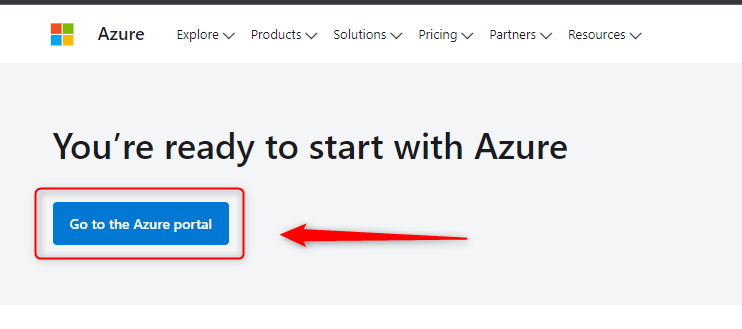 Azure Explore Products Solutions Pricing Partners Resources
You’re ready to start with Azure
Go to the Azure portal